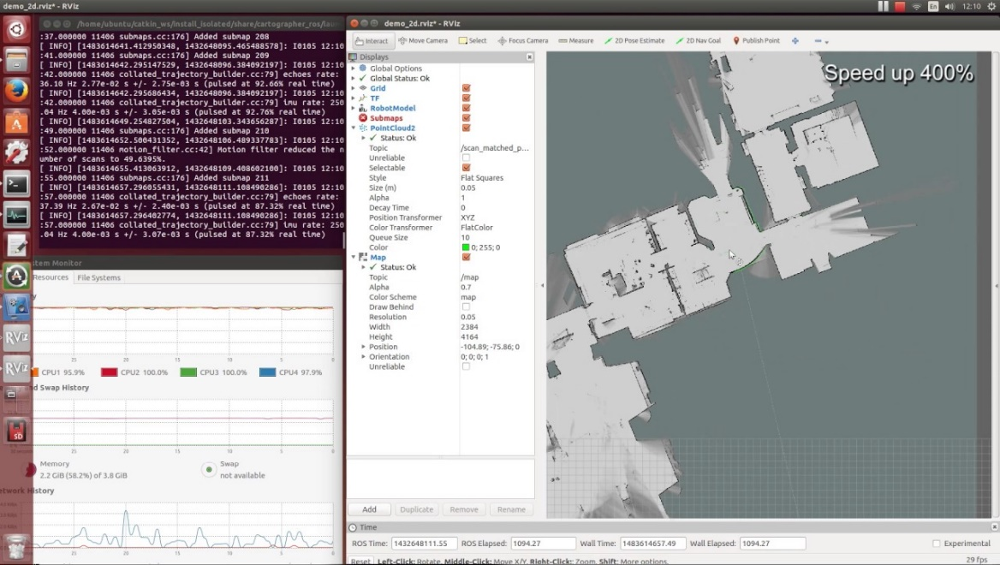 demo_2d.rviz* - RViz
En
12:10
/home/ubuntu/catkin_ws/install_isolated/share/cartographer_ros/lau
:37.000000 11406 submaps.cc:176] Added submap 208
[ INFO] [1483614641.412950348, 1432648095.465488578]: I0105 12:10
:41.000000 11406 submaps.cc:176] Added submap 209
[ INFO] [1483614642.295147529, 1432648096.384092197]: I0105 12:10
:42.000000 11406 collated_trajectory_builder.cc:79] echoes rate:
36.10 Hz 2.77e-02 s +/- 2.75e-03 s (pulsed at 92.66% real time)
[ INFO] [1483614642.295686434, 1432648096.384092197]: I0105 12:10
:42.000000 11406 collated_trajectory_builder.cc:79] imu rate: 250
.04 Hz 4.00e-03 s +/- 3.05e-03 s (pulsed at 92.76% real time)
[ INFO] [1483614649.254827504, 1432648103.343656287]: I0105 12:10
:49.000000 11406 submaps.cc:176] Added submap 210
[ INFO] [1483614652.500431352, 1432648106.489337783]: I0105 12:10
:52.000000 11406 motion_filter.cc:42] Motion filter reduced the n
umber of scans to 49.6395%.
[ INFO] [1483614655.413063912, 1432648109.408602100]: I0105 12:10
:55.000000 11406 submaps.cc:176] Added submap 211
[ INFO] [1483614657.296055431, 1432648111.108490286]: I0105 12:10
:57.000000 11406 collated_trajectory_builder.cc:79] echoes rate:
37.39 Hz 2.67e-02 s +/- 2.40e-03 s (pulsed at 87.32% real time)
[ INFO] [1483614657.296402774, 1432648111.108490286]: I0105 12:10
:57.000000 11406 collated_trajectory_builder.cc:79] imu rate: 250
.04 Hz 4.00e-03 s +/- 3.07e-03 s (pulsed at 87.32% real time)
stem Monitor
Resources File Systems
25 20 15 10 5 0
CPU1 95.9% CPU2 100.0% CPU3 100.0% CPU4 97.9%
nd Swap History
25 20 15 10 5 0
Memory
2.2 GiB (58.2%) of 3.8 GiB
Swap
not available
etwork History
demo_2d.rviz* - RViz
Interact Move Camera Select Focus Camera Measure 2D Pose Estimate 2D Nav Goal Publish Point
Displays
Global Options
Global Status: Ok
Grid
TF
RobotModel
Submaps
PointCloud2
Status: Ok
Topic /scan_matched_p...
Unreliable
Selectable
Style Flat Squares
Size (m) 0.05
Alpha 1
Decay Time 0
Position Transformer XYZ
Color Transformer FlatColor
Queue Size 10
Color 0; 255; 0
Map
Status: Ok
Topic /map
Alpha 0.7
Color Scheme map
Draw Behind
Resolution 0.05
Width 2384
Height 4164
Position -104.89; -75.86; 0
Orientation 0; 0; 0; 1
Unreliable
Add Duplicate Remove Rename
Speed up 400%
Time
ROS Time: 1432648111.55 ROS Elapsed: 1094.27 Wall Time: 1483614657.49 Wall Elapsed: 1094.27 Experimental
Reset Left-Click: Rotate. Middle-Click: Move X/Y. Right-Click: Zoom. Shift: More options. 29 fps
RViz
RViz
SD